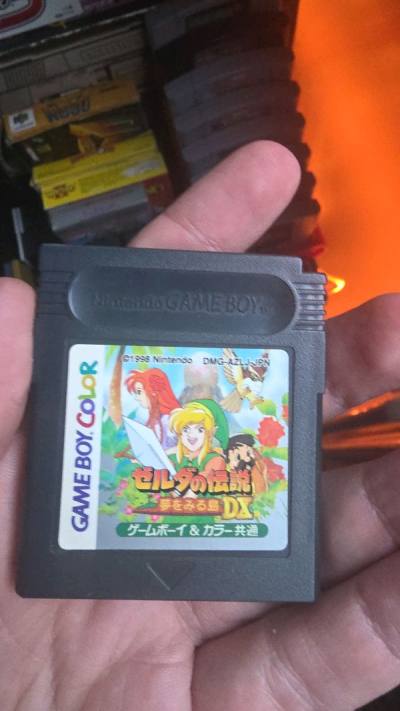 Nintendo GAME BOY
©1998 Nintendo DMG-AZLJ-JPN
GAME BOY COLOR
ゼルダの伝説
夢をみる島 DX
ゲームボーイ&カラー共通